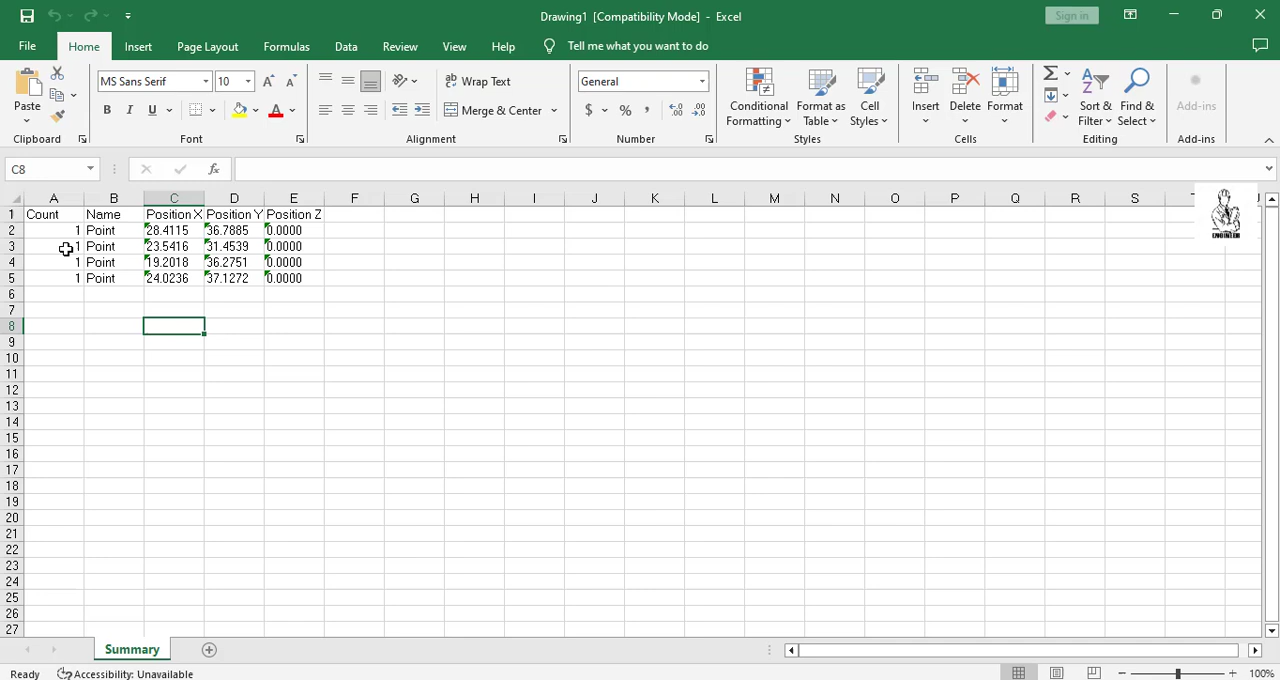 Drawing1 [Compatibility Mode] - Excel
Sign in
File Home Insert Page Layout Formulas Data Review View Help Tell me what you want to do
Paste
Clipboard
MS Sans Serif 10
B I U
Font
Wrap Text
Merge & Center
Alignment
General
$ % ,
Number
Conditional Formatting
Format as Table
Cell Styles
Styles
Insert
Delete
Format
Cells
Sort & Filter
Find & Select
Editing
Add-ins
Add-ins
C8 fx
A B C D E F G H I J K L M N O P Q R S
1 Count Name Position X Position Y Position Z
2 1 Point 28.4115 36.7885 0.0000
3 1 Point 23.5416 31.4539 0.0000
4 1 Point 19.2018 36.2751 0.0000
5 1 Point 24.0236 37.1272 0.0000
6
7
8
9
10
11
12
13
14
15
16
17
18
19
20
21
22
23
24
25
26
27
Summary
Ready Accessibility: Unavailable 100%